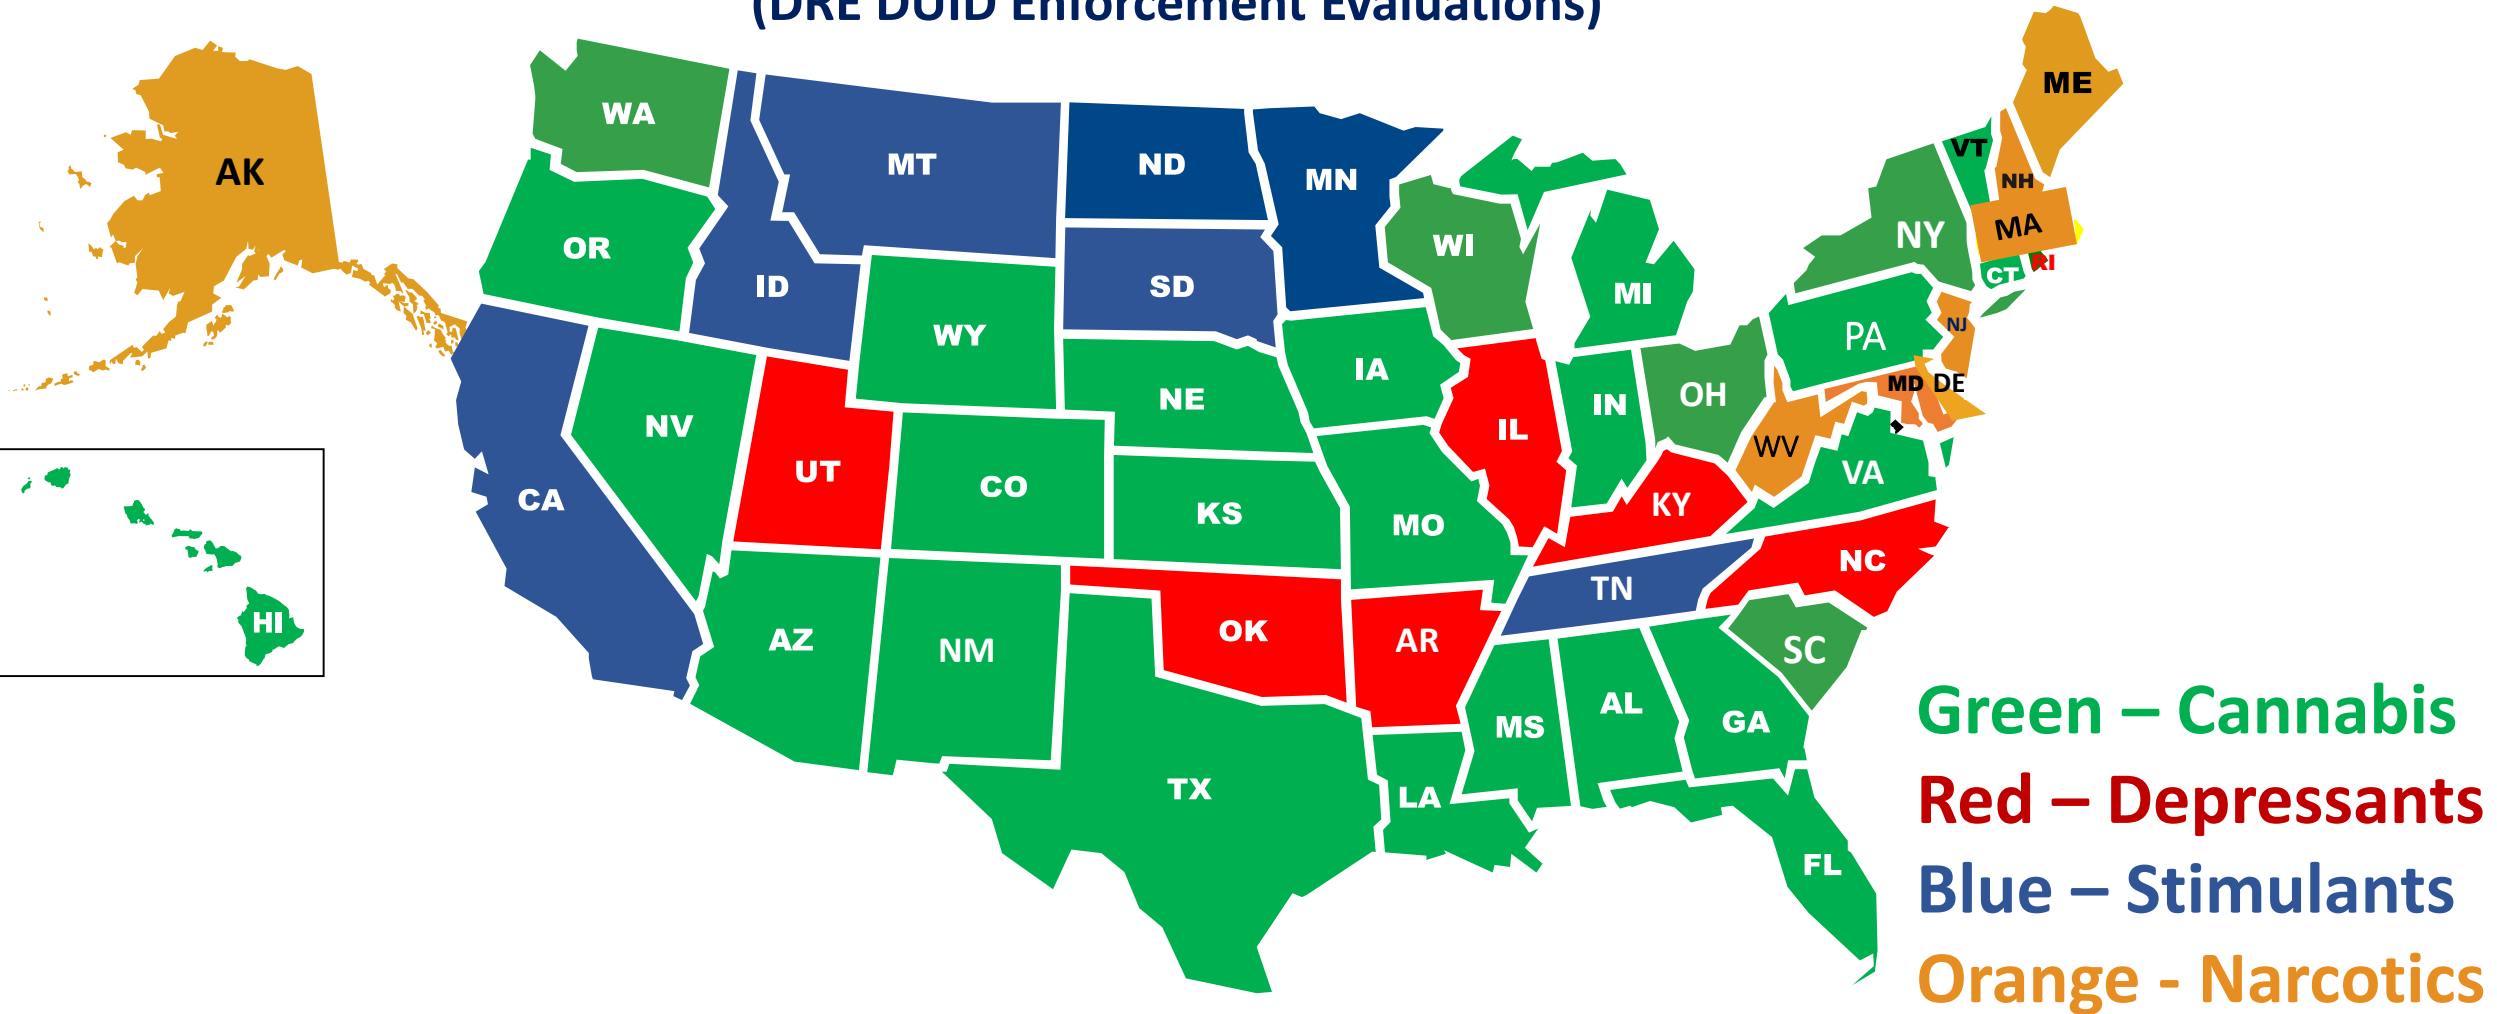 (DRE DUID Enforcement Evaluations)
ME
WA
VT
MT
ND
MN
AK
NH
NY
MA
WI
OR
RI
CT
ID
SD
MI
NJ
WY
PA
IA
MD
DE
NE
OH
IN
NV
IL
WV
UT
VA
CO
CA
KS
KY
MO
NC
TN
HI
OK
AZ
NM
AR
SC
AL
GA
MS
Green – Cannabis
TX
LA
Red – Depressants
FL
Blue – Stimulants
Orange - Narcotics